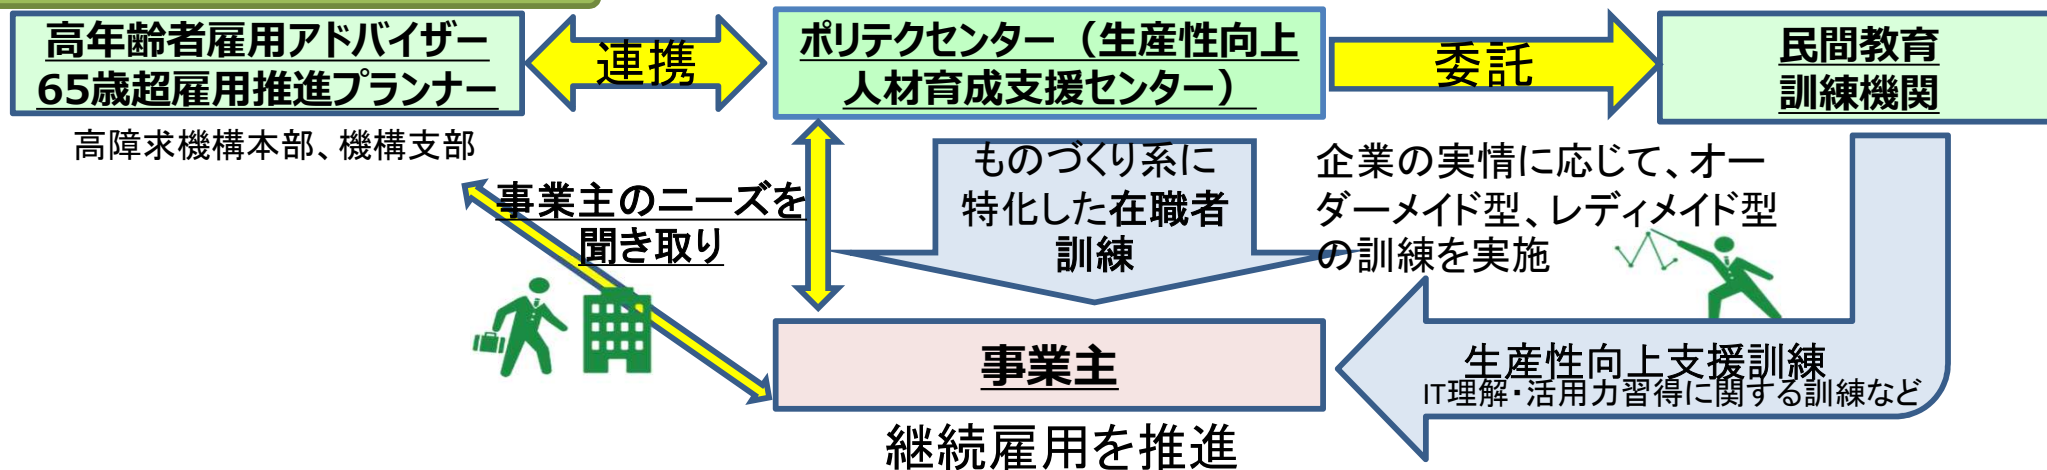 高年齢者雇用アドバイザー
65歳超雇用推進プランナー
連携
ポリテクセンター（生産性向上
人材育成支援センター）
委託
民間教育
訓練機関
高障求機構本部、機構支部
事業主のニーズを
聞き取り
ものづくり系に
特化した在職者
訓練
企業の実情に応じて、オー
ダーメイド型、レディメイド型
の訓練を実施
事業主
生産性向上支援訓練
IT理解・活用力習得に関する訓練など
継続雇用を推進